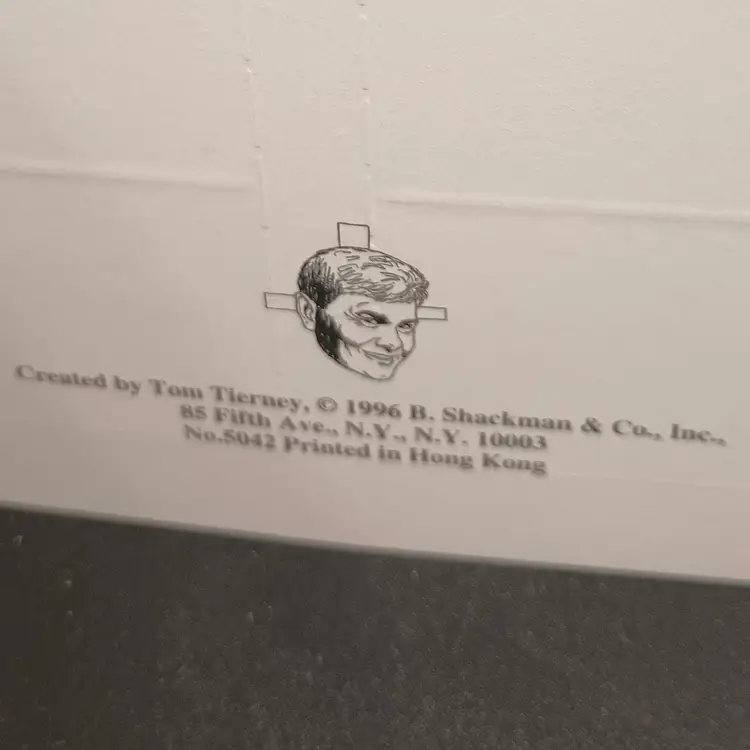 Created by Tom Tierney, © 1996 B. Shackman & Co., Inc.,
85 Fifth Ave., N.Y., N.Y. 10003
No.5042 Printed in Hong Kong